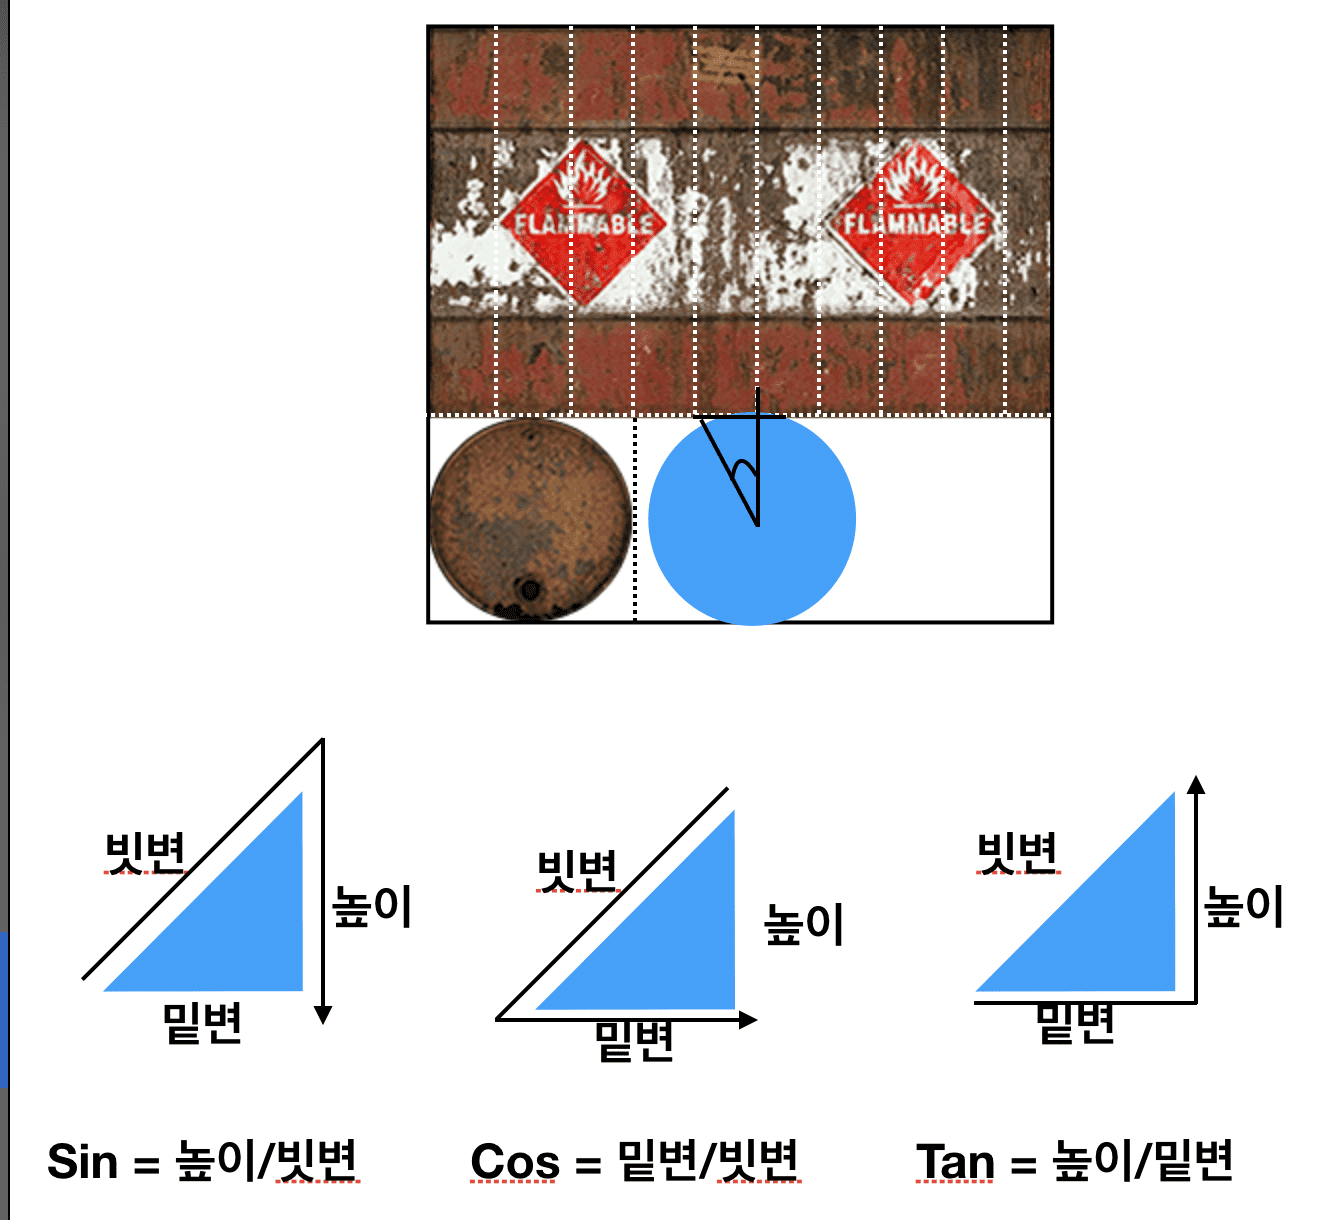 FLAMMABLE FLAMMABLE
빗변 빗변 빗변
높이 높이 높이
밑변 밑변 밑변
Sin = 높이/빗변 Cos = 밑변/빗변 Tan = 높이/밑변